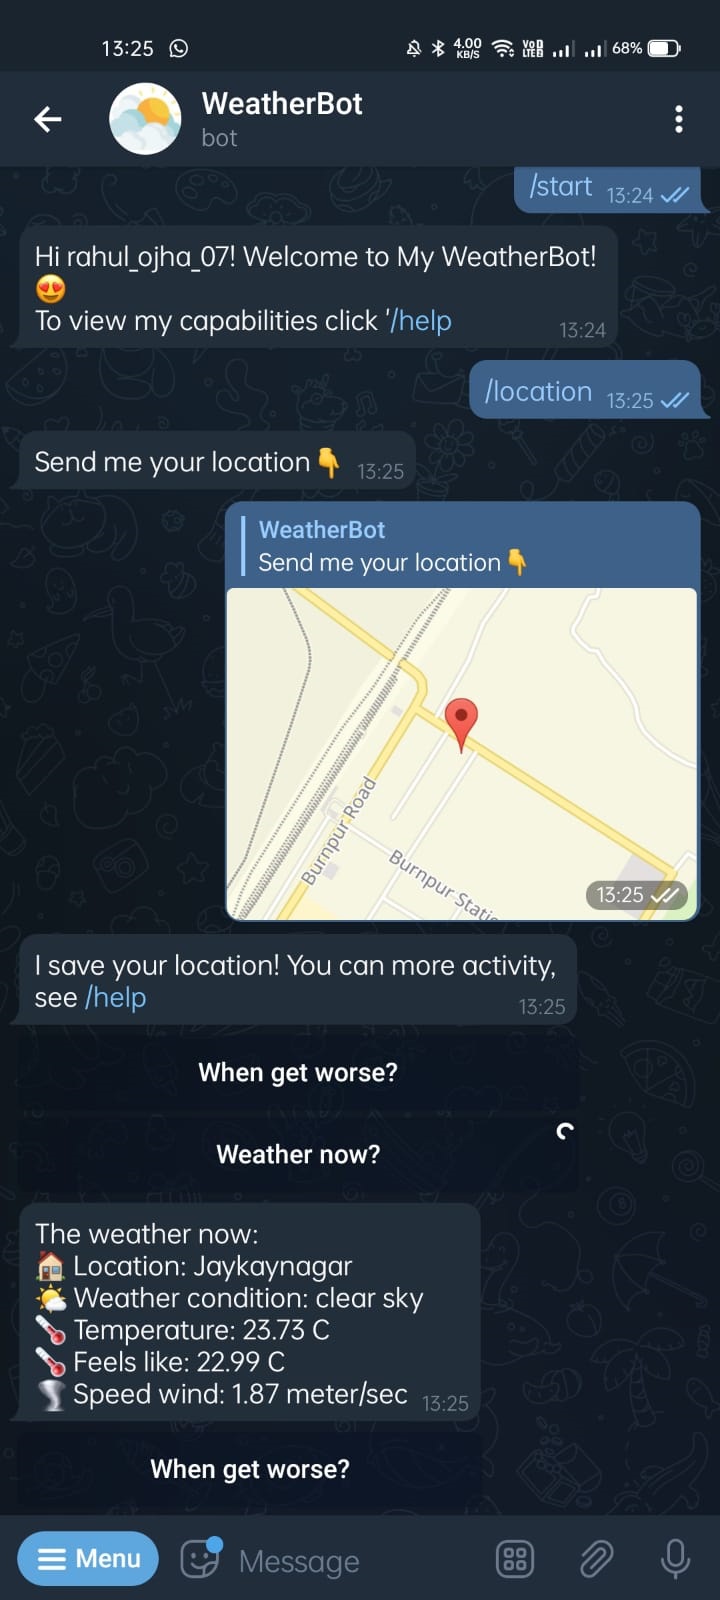 13:25
4.00
KB/S
VoD
LTE
68%
WeatherBot
bot
/start 13:24
Hi rahul_ojha_07! Welcome to My WeatherBot!
😍
To view my capabilities click '/help 13:24
/location 13:25
Send me your location👇 13:25
WeatherBot
Send me your location👇
Burnpur Road
Burnpur Static
13:25
I save your location! You can more activity,
see /help 13:25
When get worse?
Weather now?
The weather now:
🏠 Location: Jaykaynagar
🌤 Weather condition: clear sky
🌡 Temperature: 23.73 C
🌡 Feels like: 22.99 C
🌪 Speed wind: 1.87 meter/sec 13:25
When get worse?
Menu
Message